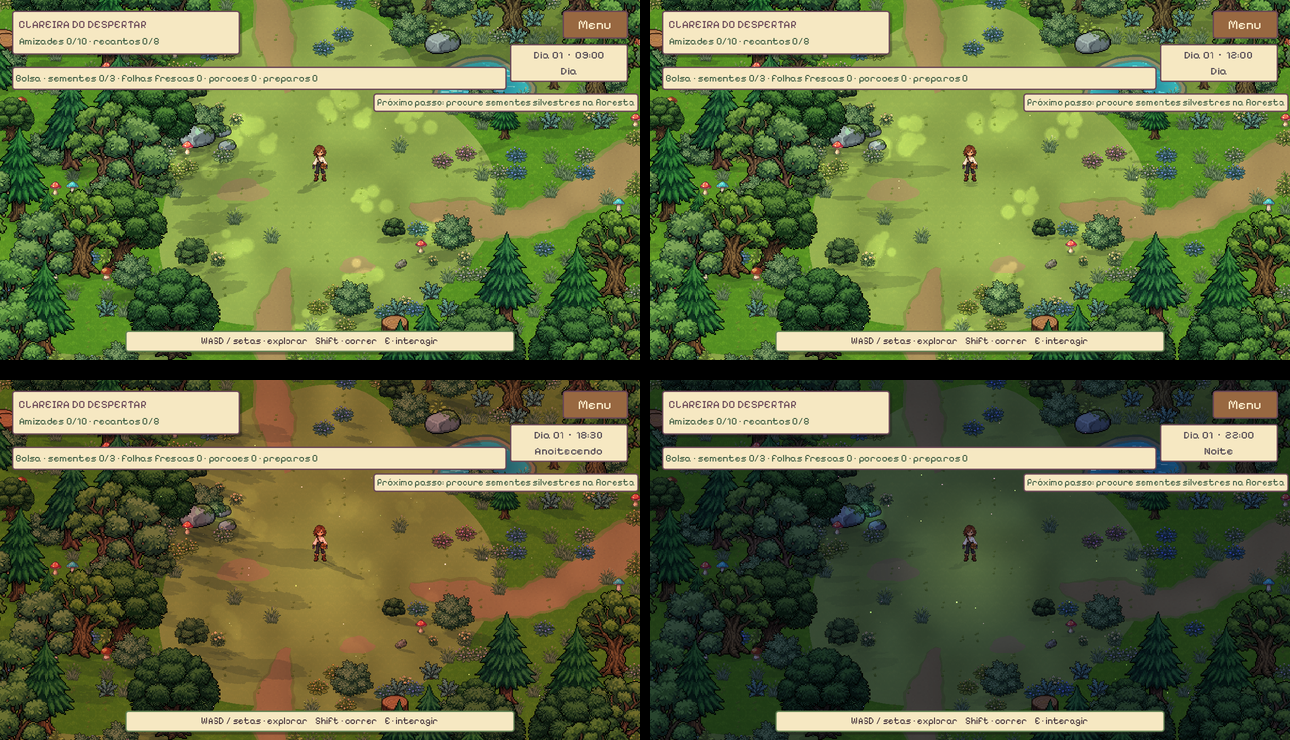 CLAREIRA DO DESPERTAR
Amizades 0/10 · recantos 0/8
Menu
Dia 01 · 09:00
Dia
Bolsa · sementes 0/3 · folhas frescas 0 · porcoes 0 · preparos 0
Próximo passo: procure sementes silvestres na floresta
WASD / setas · explorar Shift · correr E · interagir
CLAREIRA DO DESPERTAR
Amizades 0/10 · recantos 0/8
Menu
Dia 01 · 12:00
Dia
Bolsa · sementes 0/3 · folhas frescas 0 · porcoes 0 · preparos 0
Próximo passo: procure sementes silvestres na floresta
WASD / setas · explorar Shift · correr E · interagir
CLAREIRA DO DESPERTAR
Amizades 0/10 · recantos 0/8
Menu
Dia 01 · 18:30
Anoitecendo
Bolsa · sementes 0/3 · folhas frescas 0 · porcoes 0 · preparos 0
Próximo passo: procure sementes silvestres na floresta
WASD / setas · explorar Shift · correr E · interagir
CLAREIRA DO DESPERTAR
Amizades 0/10 · recantos 0/8
Menu
Dia 01 · 22:00
Noite
Bolsa · sementes 0/3 · folhas frescas 0 · porcoes 0 · preparos 0
Próximo passo: procure sementes silvestres na floresta
WASD / setas · explorar Shift · correr E · interagir